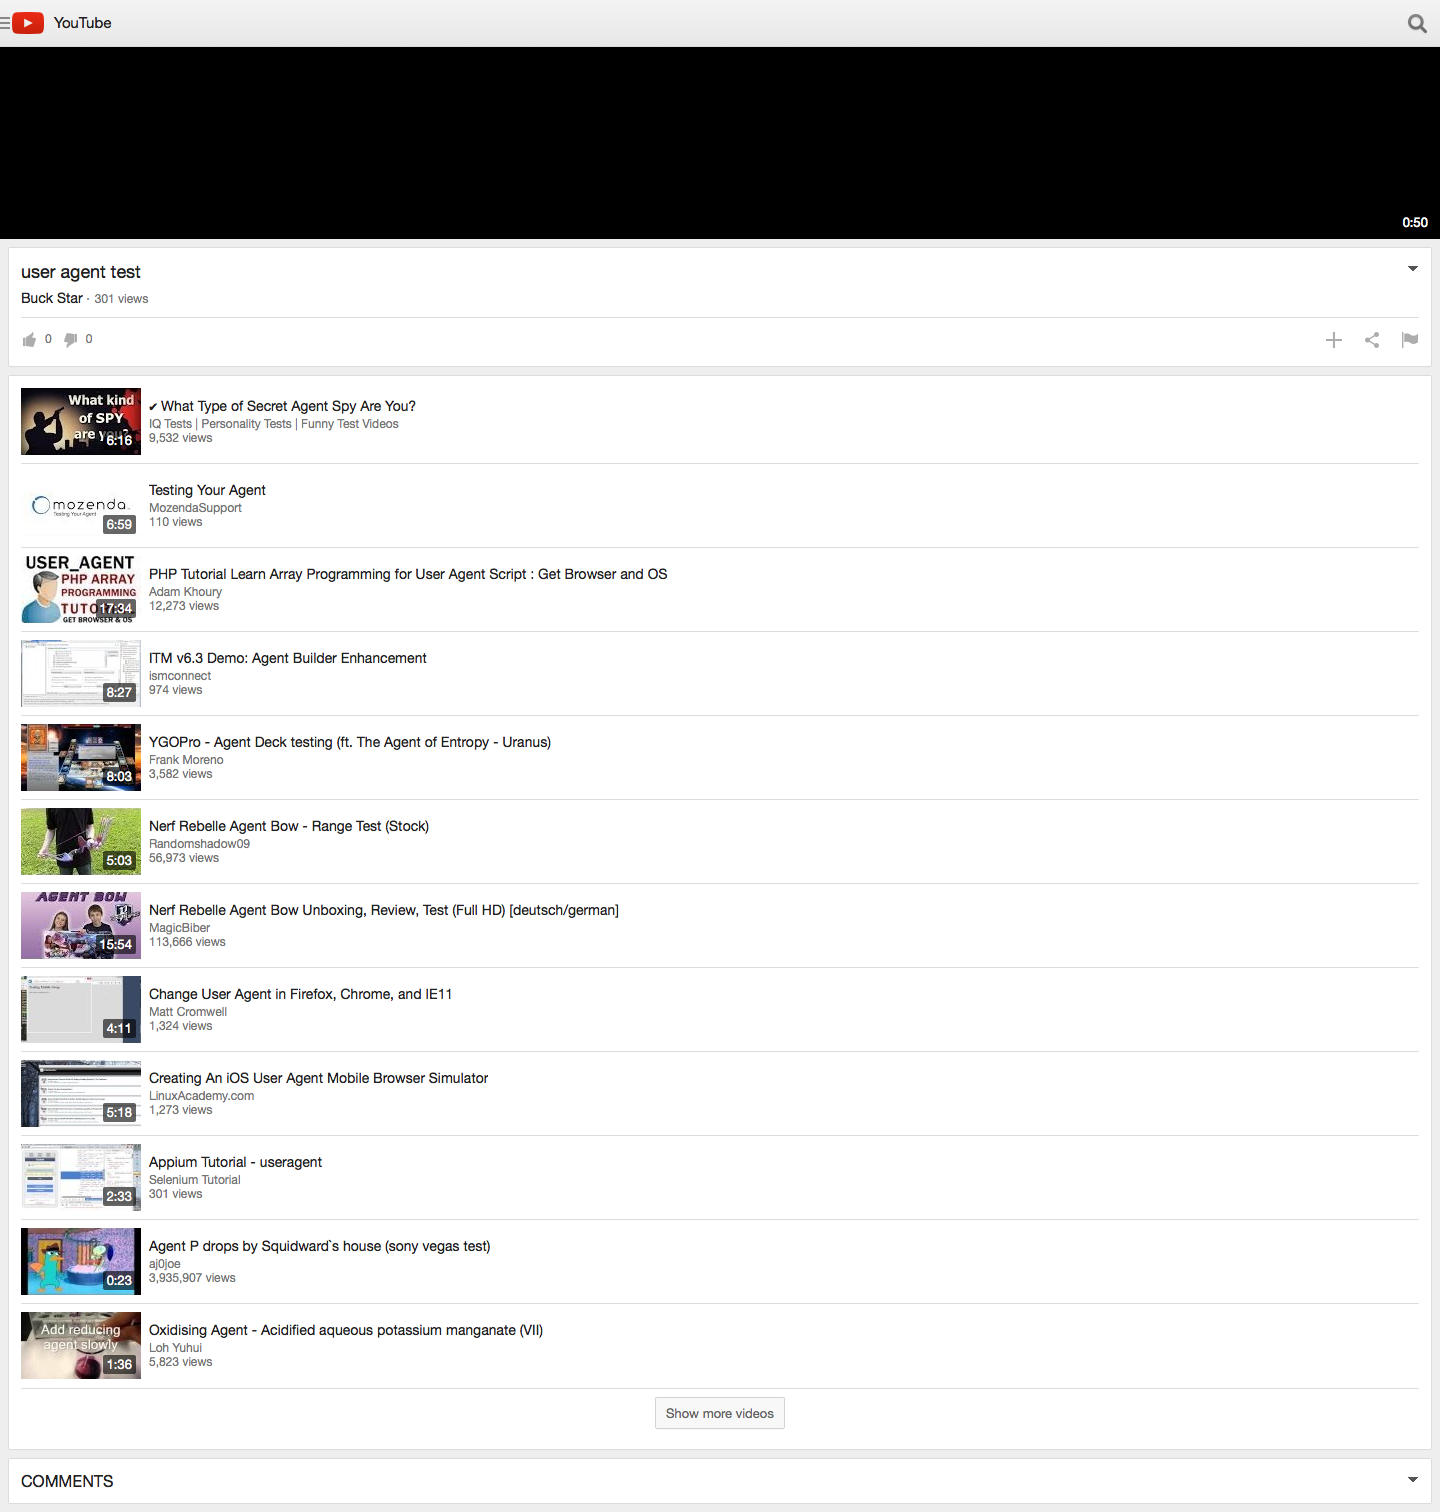 YouTube
0:50
user agent test
Buck Star · 301 views
0 0
What kind
of SPY
are you?
6:16
✔ What Type of Secret Agent Spy Are You?
IQ Tests | Personality Tests | Funny Test Videos
9,532 views
mozenda
Testing Your Agent
6:59
Testing Your Agent
MozendaSupport
110 views
USER_AGENT
PHP ARRAY
PROGRAMMING
17:34
GET BROWSER & OS
PHP Tutorial Learn Array Programming for User Agent Script : Get Browser and OS
Adam Khoury
12,273 views
8:27
ITM v6.3 Demo: Agent Builder Enhancement
ismconnect
974 views
8:03
YGOPro - Agent Deck testing (ft. The Agent of Entropy - Uranus)
Frank Moreno
3,582 views
5:03
Nerf Rebelle Agent Bow - Range Test (Stock)
Randomshadow09
56,973 views
AGENT BOW
15:54
Nerf Rebelle Agent Bow Unboxing, Review, Test (Full HD) [deutsch/german]
MagicBiber
113,666 views
4:11
Change User Agent in Firefox, Chrome, and IE11
Matt Cromwell
1,324 views
5:18
Creating An iOS User Agent Mobile Browser Simulator
LinuxAcademy.com
1,273 views
2:33
Appium Tutorial - useragent
Selenium Tutorial
301 views
0:23
Agent P drops by Squidward`s house (sony vegas test)
aj0joe
3,935,907 views
Add reducing
agent slowly
1:36
Oxidising Agent - Acidified aqueous potassium manganate (VII)
Loh Yuhui
5,823 views
Show more videos
COMMENTS